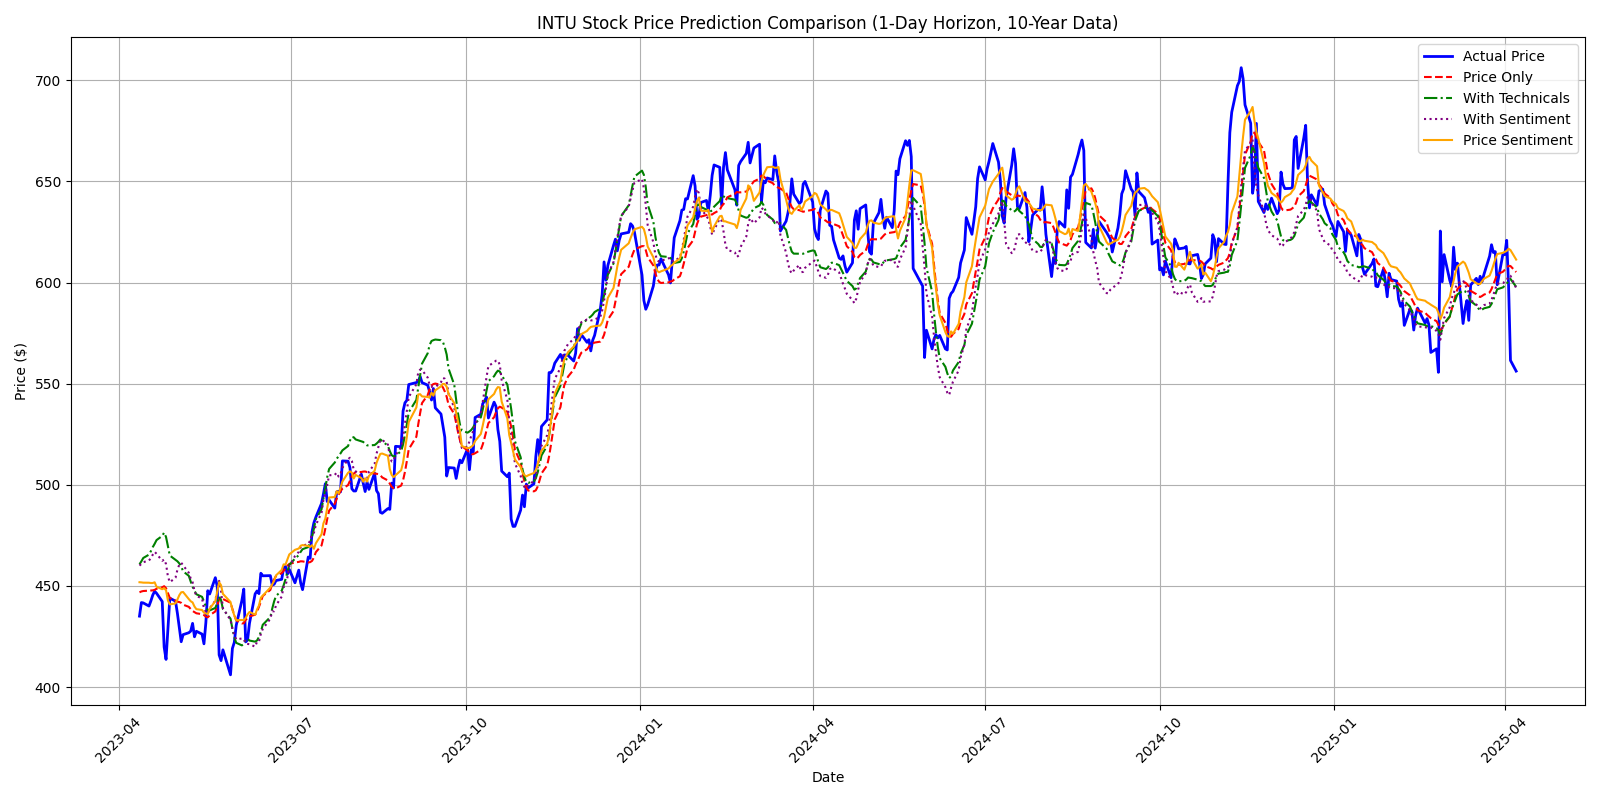 INTU Stock Price Prediction Comparison (1-Day Horizon, 10-Year Data)
Actual Price
Price Only
With Technicals
With Sentiment
Price Sentiment
Price ($)
700
650
600
550
500
450
400
2023-04
2023-07
2023-10
2024-01
2024-04
2024-07
2024-10
2025-01
2025-04
Date